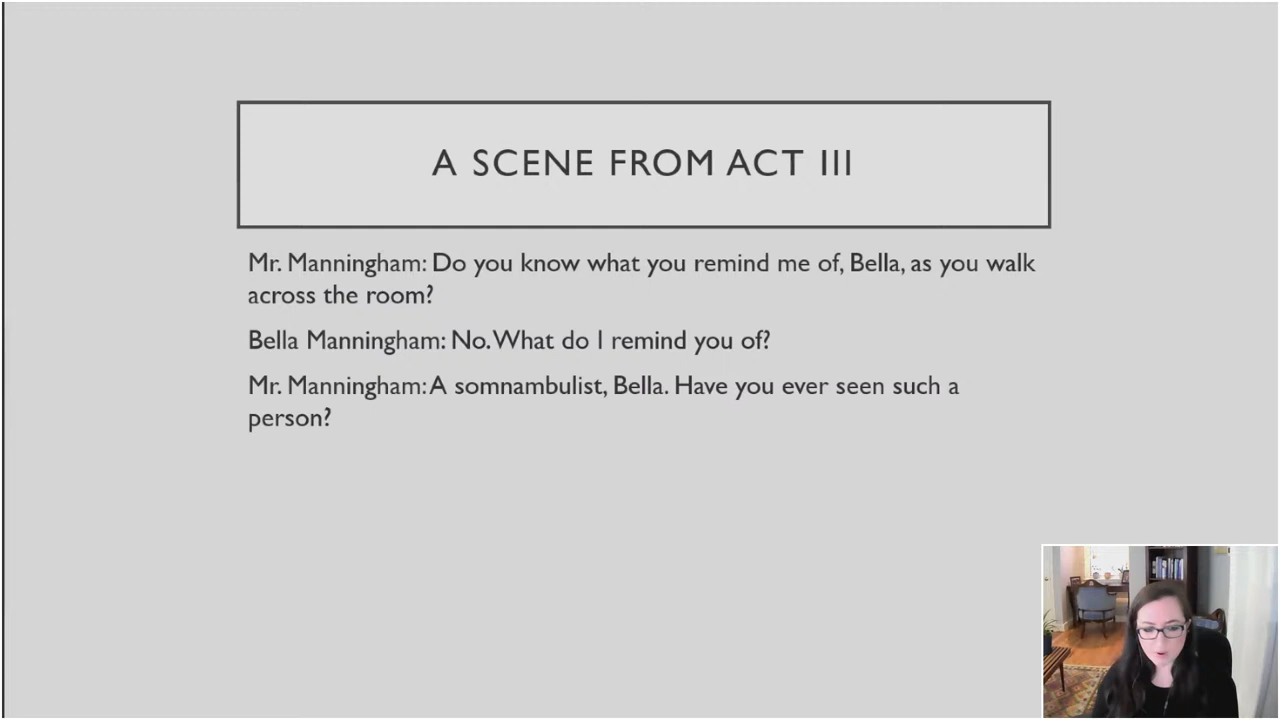 A SCENE FROM ACT III
Mr. Manningham: Do you know what you remind me of, Bella, as you walk
across the room?
Bella Manningham: No. What do I remind you of?
Mr. Manningham: A somnambulist, Bella. Have you ever seen such a
person?